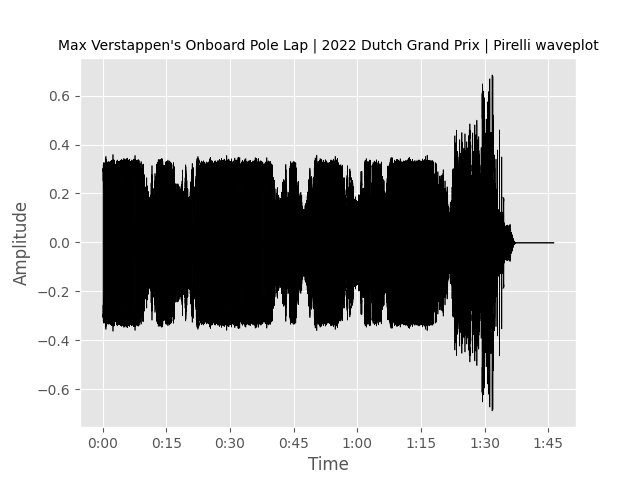 Max Verstappen's Onboard Pole Lap | 2022 Dutch Grand Prix | Pirelli waveplot
0.6
0.4
0.2
0.0
−0.2
−0.4
−0.6
Amplitude
0:00 0:15 0:30 0:45 1:00 1:15 1:30 1:45
Time